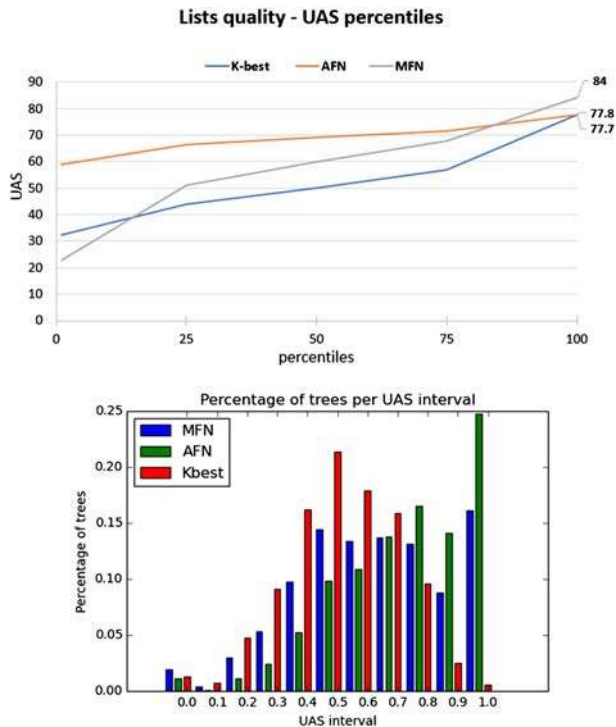 Lists quality - UAS percentiles
K-best AFN MFN
84
77.8
77.7
90
80
70
60
50
40
30
20
10
0
UAS
0 25 50 75 100
percentiles
Percentage of trees per UAS interval
MFN
AFN
Kbest
0.25
0.20
0.15
0.10
0.05
0.00
Percentage of trees
0.0 0.1 0.2 0.3 0.4 0.5 0.6 0.7 0.8 0.9 1.0
UAS interval